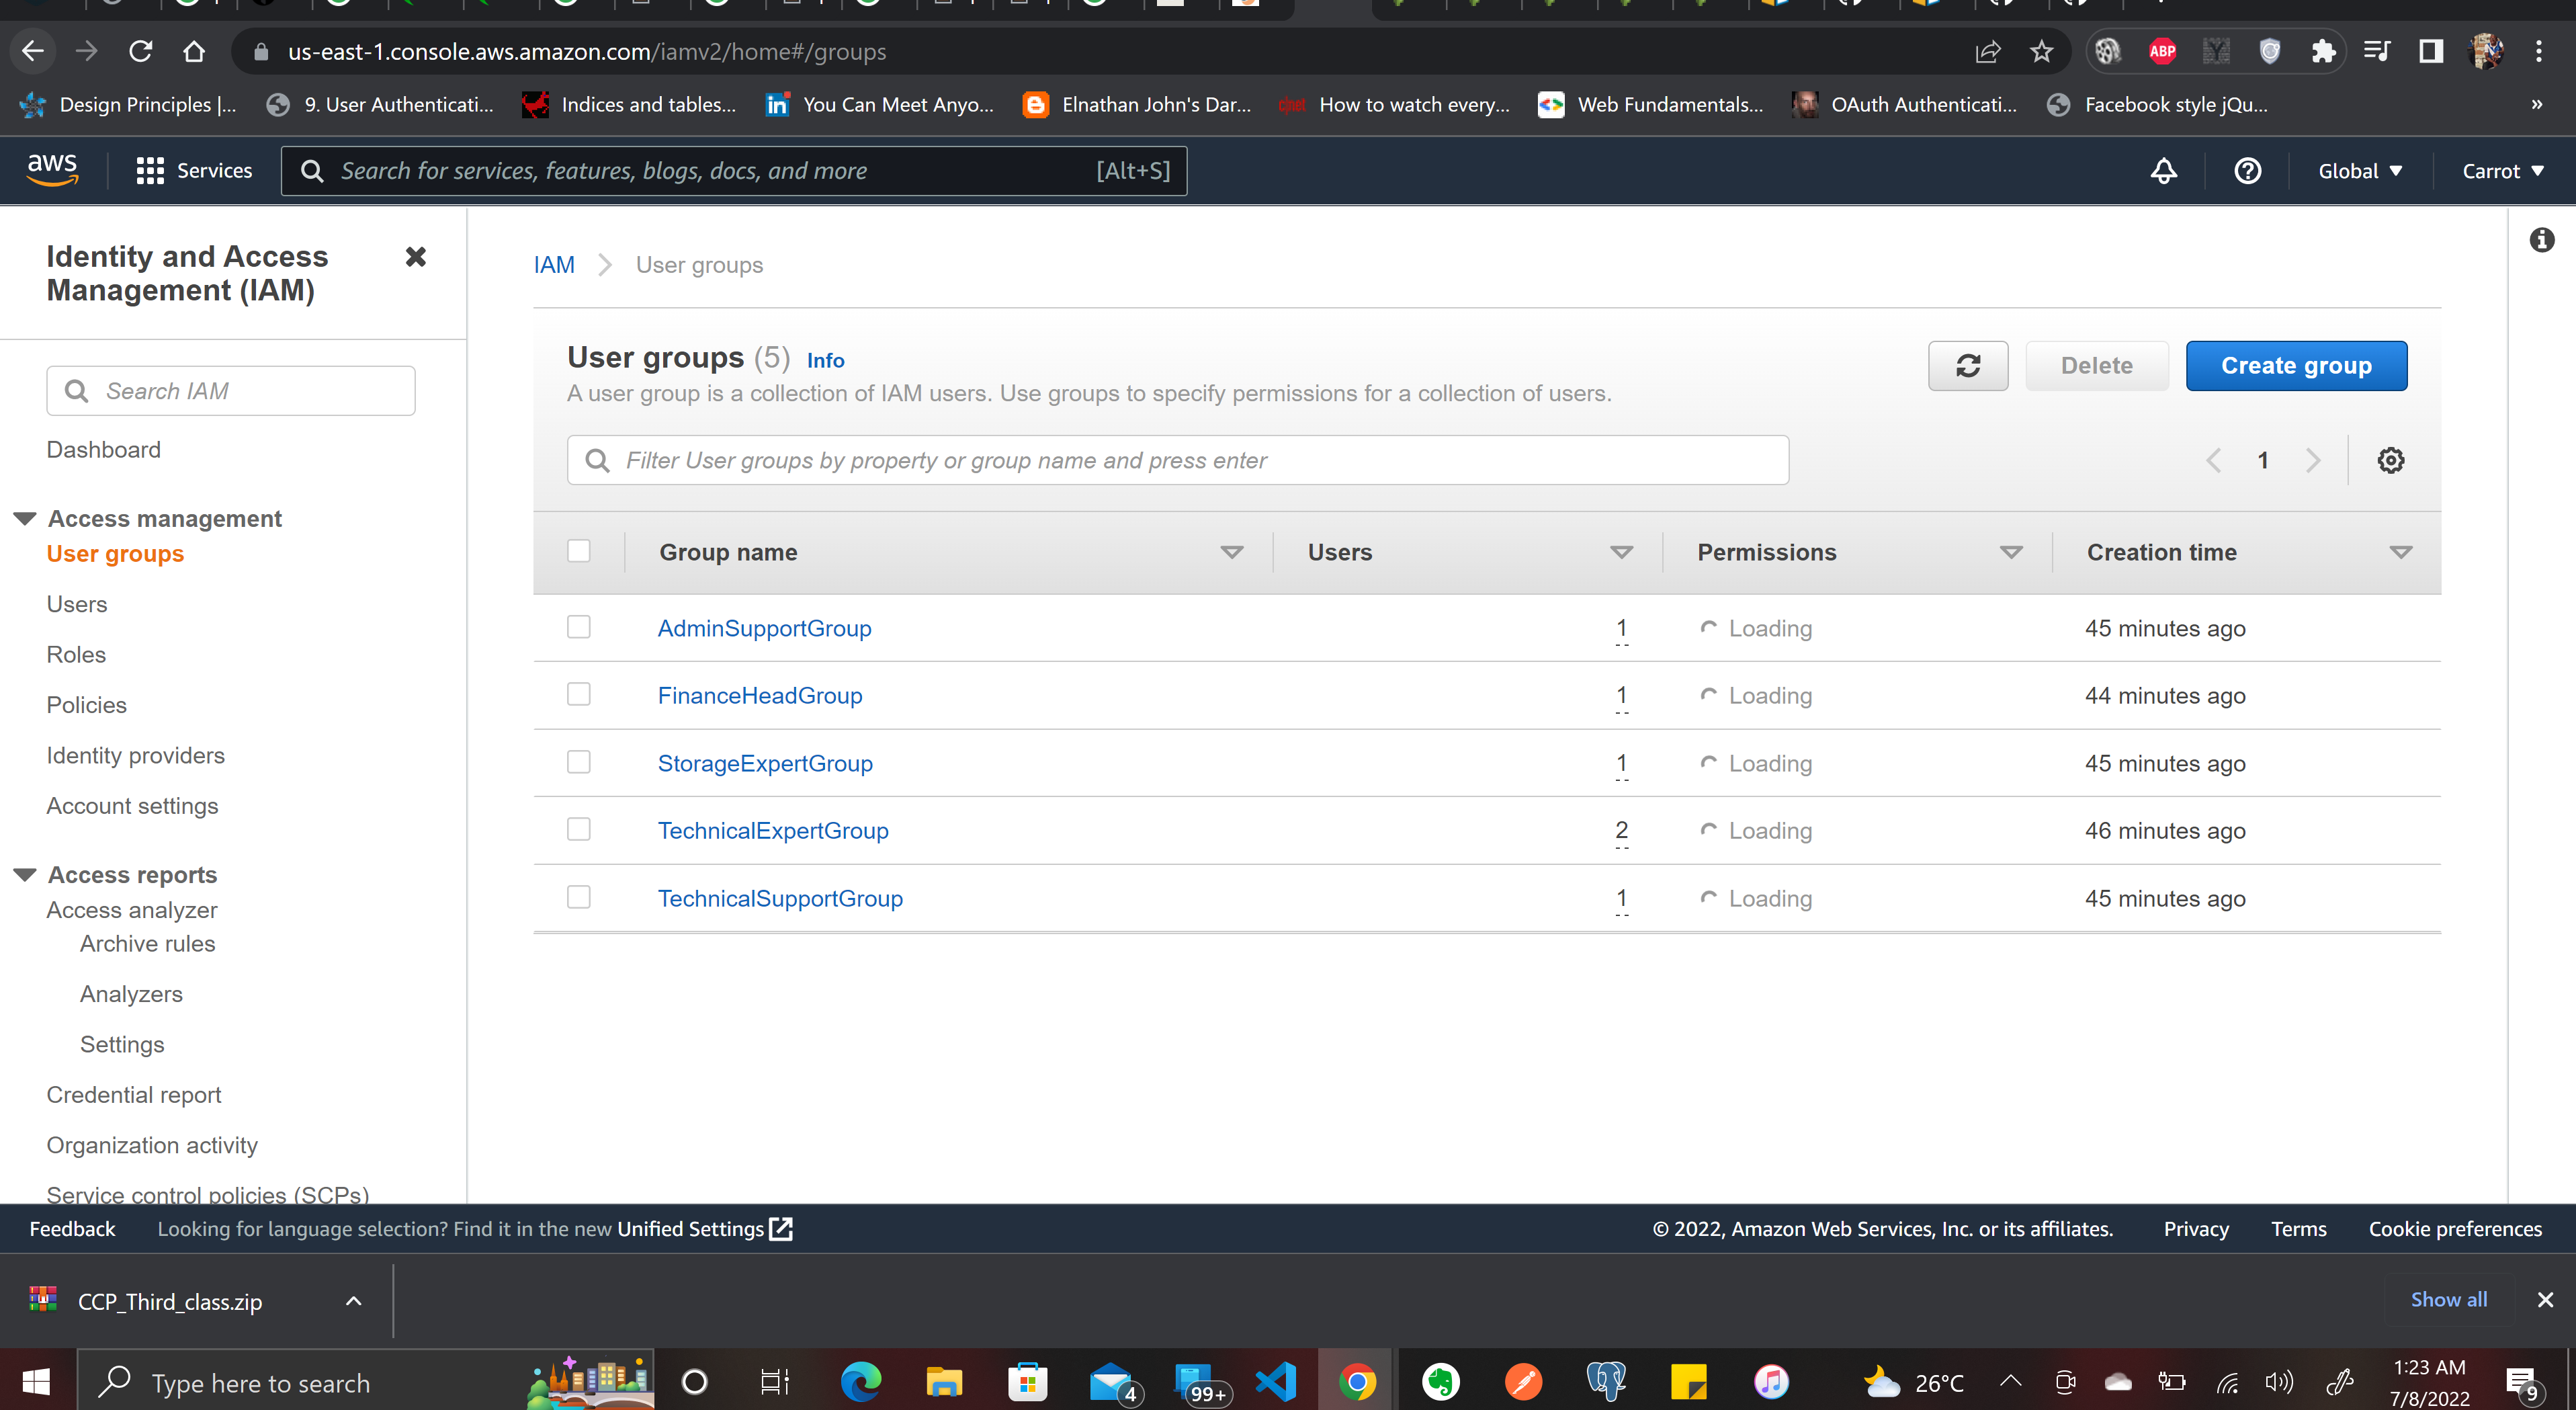 us-east-1.console.aws.amazon.com/iamv2/home#/groups
ABP
Design Principles |...
9. User Authenticati...
Indices and tables...
in
You Can Meet Anyo...
Elnathan John's Dar...
cjnet
How to watch every...
Web Fundamentals...
OAuth Authenticati...
Facebook style jQu...
»
aws
Services
Search for services, features, blogs, docs, and more
[Alt+S]
Global
Carrot
Identity and Access
Management (IAM)
Search IAM
Dashboard
Access management
User groups
Users
Roles
Policies
Identity providers
Account settings
Access reports
Access analyzer
Archive rules
Analyzers
Settings
Credential report
Organization activity
Service control policies (SCPs)
IAM
User groups
User groups (5) Info
A user group is a collection of IAM users. Use groups to specify permissions for a collection of users.
Delete
Create group
Filter User groups by property or group name and press enter
1
Group name Users Permissions Creation time
AdminSupportGroup 1 Loading 45 minutes ago
FinanceHeadGroup 1 Loading 44 minutes ago
StorageExpertGroup 1 Loading 45 minutes ago
TechnicalExpertGroup 2 Loading 46 minutes ago
TechnicalSupportGroup 1 Loading 45 minutes ago
Feedback
Looking for language selection? Find it in the new Unified Settings
© 2022, Amazon Web Services, Inc. or its affiliates.
Privacy
Terms
Cookie preferences
CCP_Third_class.zip
Show all
Type here to search
4
99+
26°C
1:23 AM
7/8/2022
9